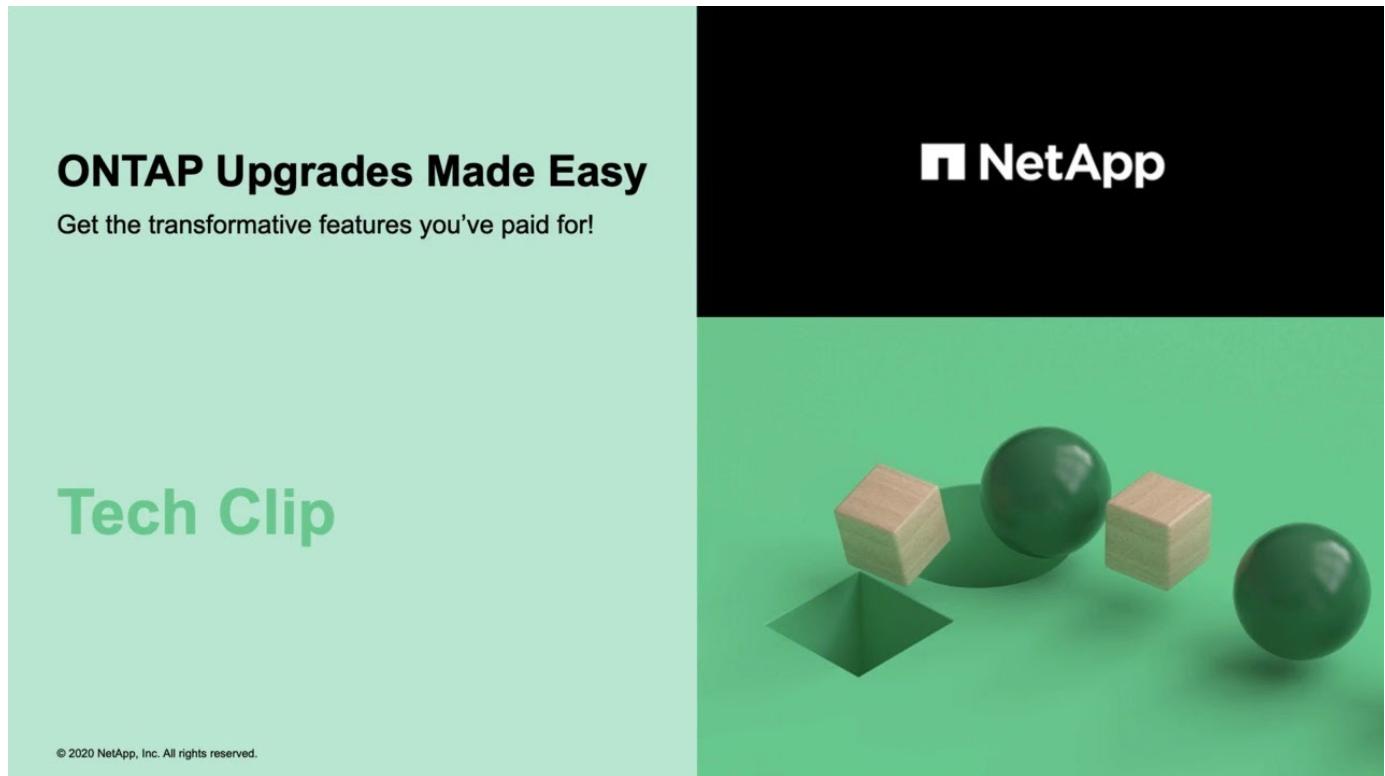 ONTAP Upgrades Made Easy
Get the transformative features you’ve paid for!
NetApp
Tech Clip
© 2020 NetApp, Inc. All rights reserved.